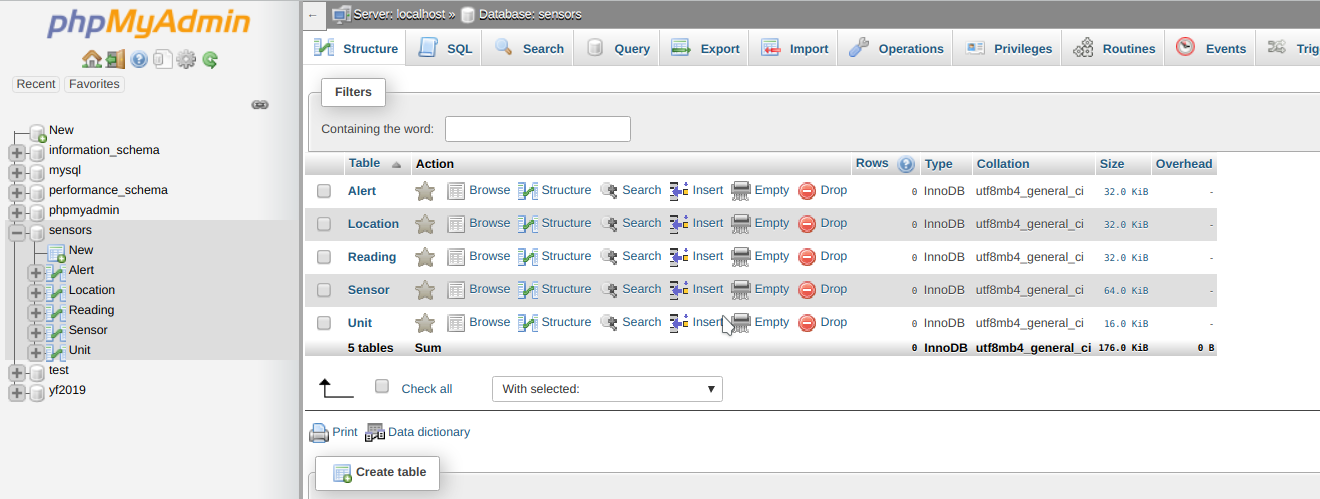 phpMyAdmin
Recent Favorites
New
information_schema
mysql
performance_schema
phpmyadmin
sensors
New
Alert
Location
Reading
Sensor
Unit
test
yf2019
← Server: localhost » Database: sensors
Structure SQL Search Query Export Import Operations Privileges Routines Events Trig
Filters
Containing the word:
Table Action Rows Type Collation Size Overhead
Alert Browse Structure Search Insert Empty Drop 0 InnoDB utf8mb4_general_ci 32.0 KiB -
Location Browse Structure Search Insert Empty Drop 0 InnoDB utf8mb4_general_ci 32.0 KiB -
Reading Browse Structure Search Insert Empty Drop 0 InnoDB utf8mb4_general_ci 32.0 KiB -
Sensor Browse Structure Search Insert Empty Drop 0 InnoDB utf8mb4_general_ci 64.0 KiB -
Unit Browse Structure Search Insert Empty Drop 0 InnoDB utf8mb4_general_ci 16.0 KiB -
5 tables Sum 0 InnoDB utf8mb4_general_ci 176.0 KiB 0 B
Check all With selected:
Print Data dictionary
Create table